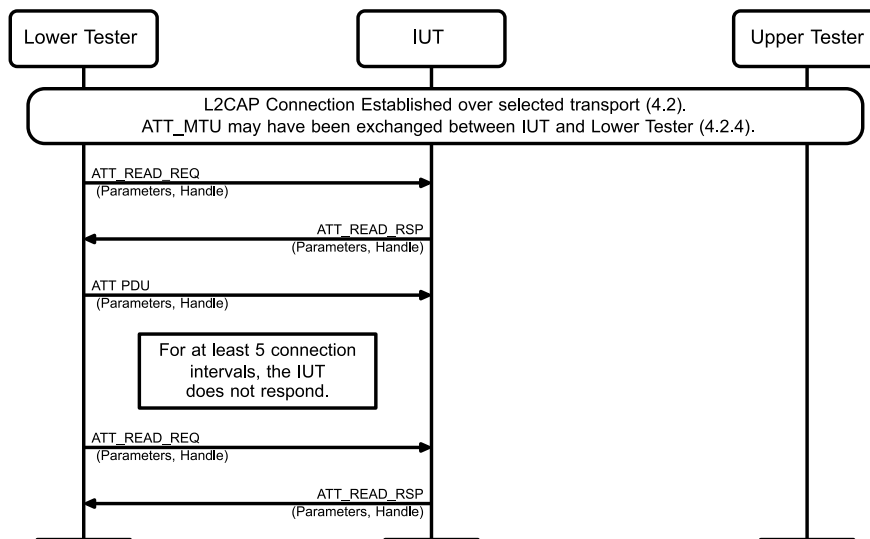 Lower Tester
IUT
Upper Tester
L2CAP Connection Established over selected transport (4.2).
ATT_MTU may have been exchanged between IUT and Lower Tester (4.2.4).
ATT_READ_REQ
(Parameters, Handle)
ATT_READ_RSP
(Parameters, Handle)
ATT PDU
(Parameters, Handle)
For at least 5 connection
intervals, the IUT
does not respond.
ATT_READ_REQ
(Parameters, Handle)
ATT_READ_RSP
(Parameters, Handle)